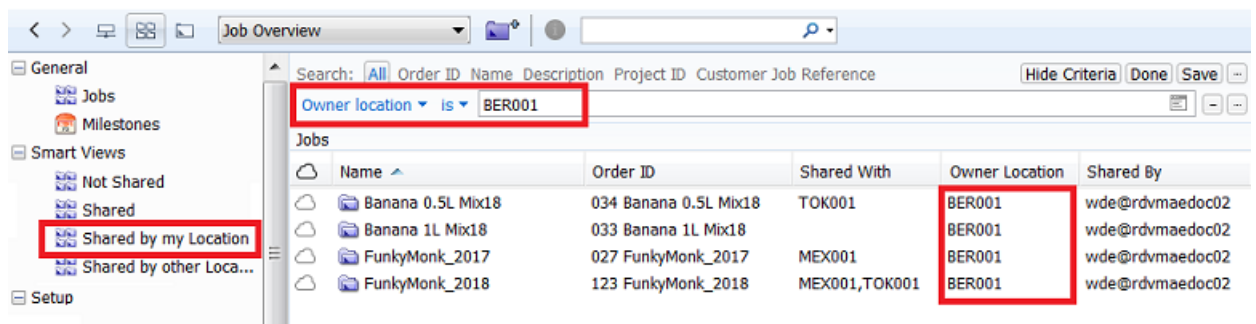 Job Overview
General
Jobs
Milestones
Smart Views
Not Shared
Shared
Shared by my Location
Shared by other Loca...
Setup
Search: All Order ID Name Description Project ID Customer Job Reference Hide Criteria Done Save
Owner location is BER001
Jobs
Name Order ID Shared With Owner Location Shared By
Banana 0.5L Mix18 034 Banana 0.5L Mix18 TOK001 BER001 wde@rdvmaedoc02
Banana 1L Mix18 033 Banana 1L Mix18 BER001 wde@rdvmaedoc02
FunkyMonk_2017 027 FunkyMonk_2017 MEX001 BER001 wde@rdvmaedoc02
FunkyMonk_2018 123 FunkyMonk_2018 MEX001,TOK001 BER001 wde@rdvmaedoc02